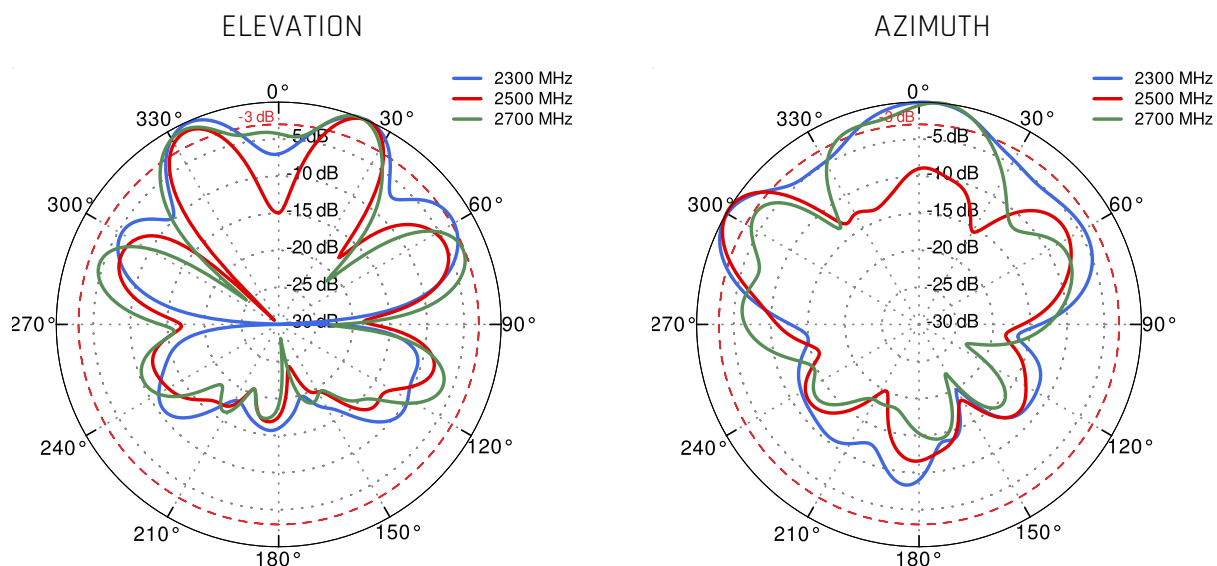 ELEVATION
2300 MHz
2500 MHz
2700 MHz
0°
30°
60°
90°
120°
150°
180°
210°
240°
270°
300°
330°
-3 dB
-5 dB
-10 dB
-15 dB
-20 dB
-25 dB
-30 dB
AZIMUTH
2300 MHz
2500 MHz
2700 MHz
0°
30°
60°
90°
120°
150°
180°
210°
240°
270°
300°
330°
-3 dB
-5 dB
-10 dB
-15 dB
-20 dB
-25 dB
-30 dB